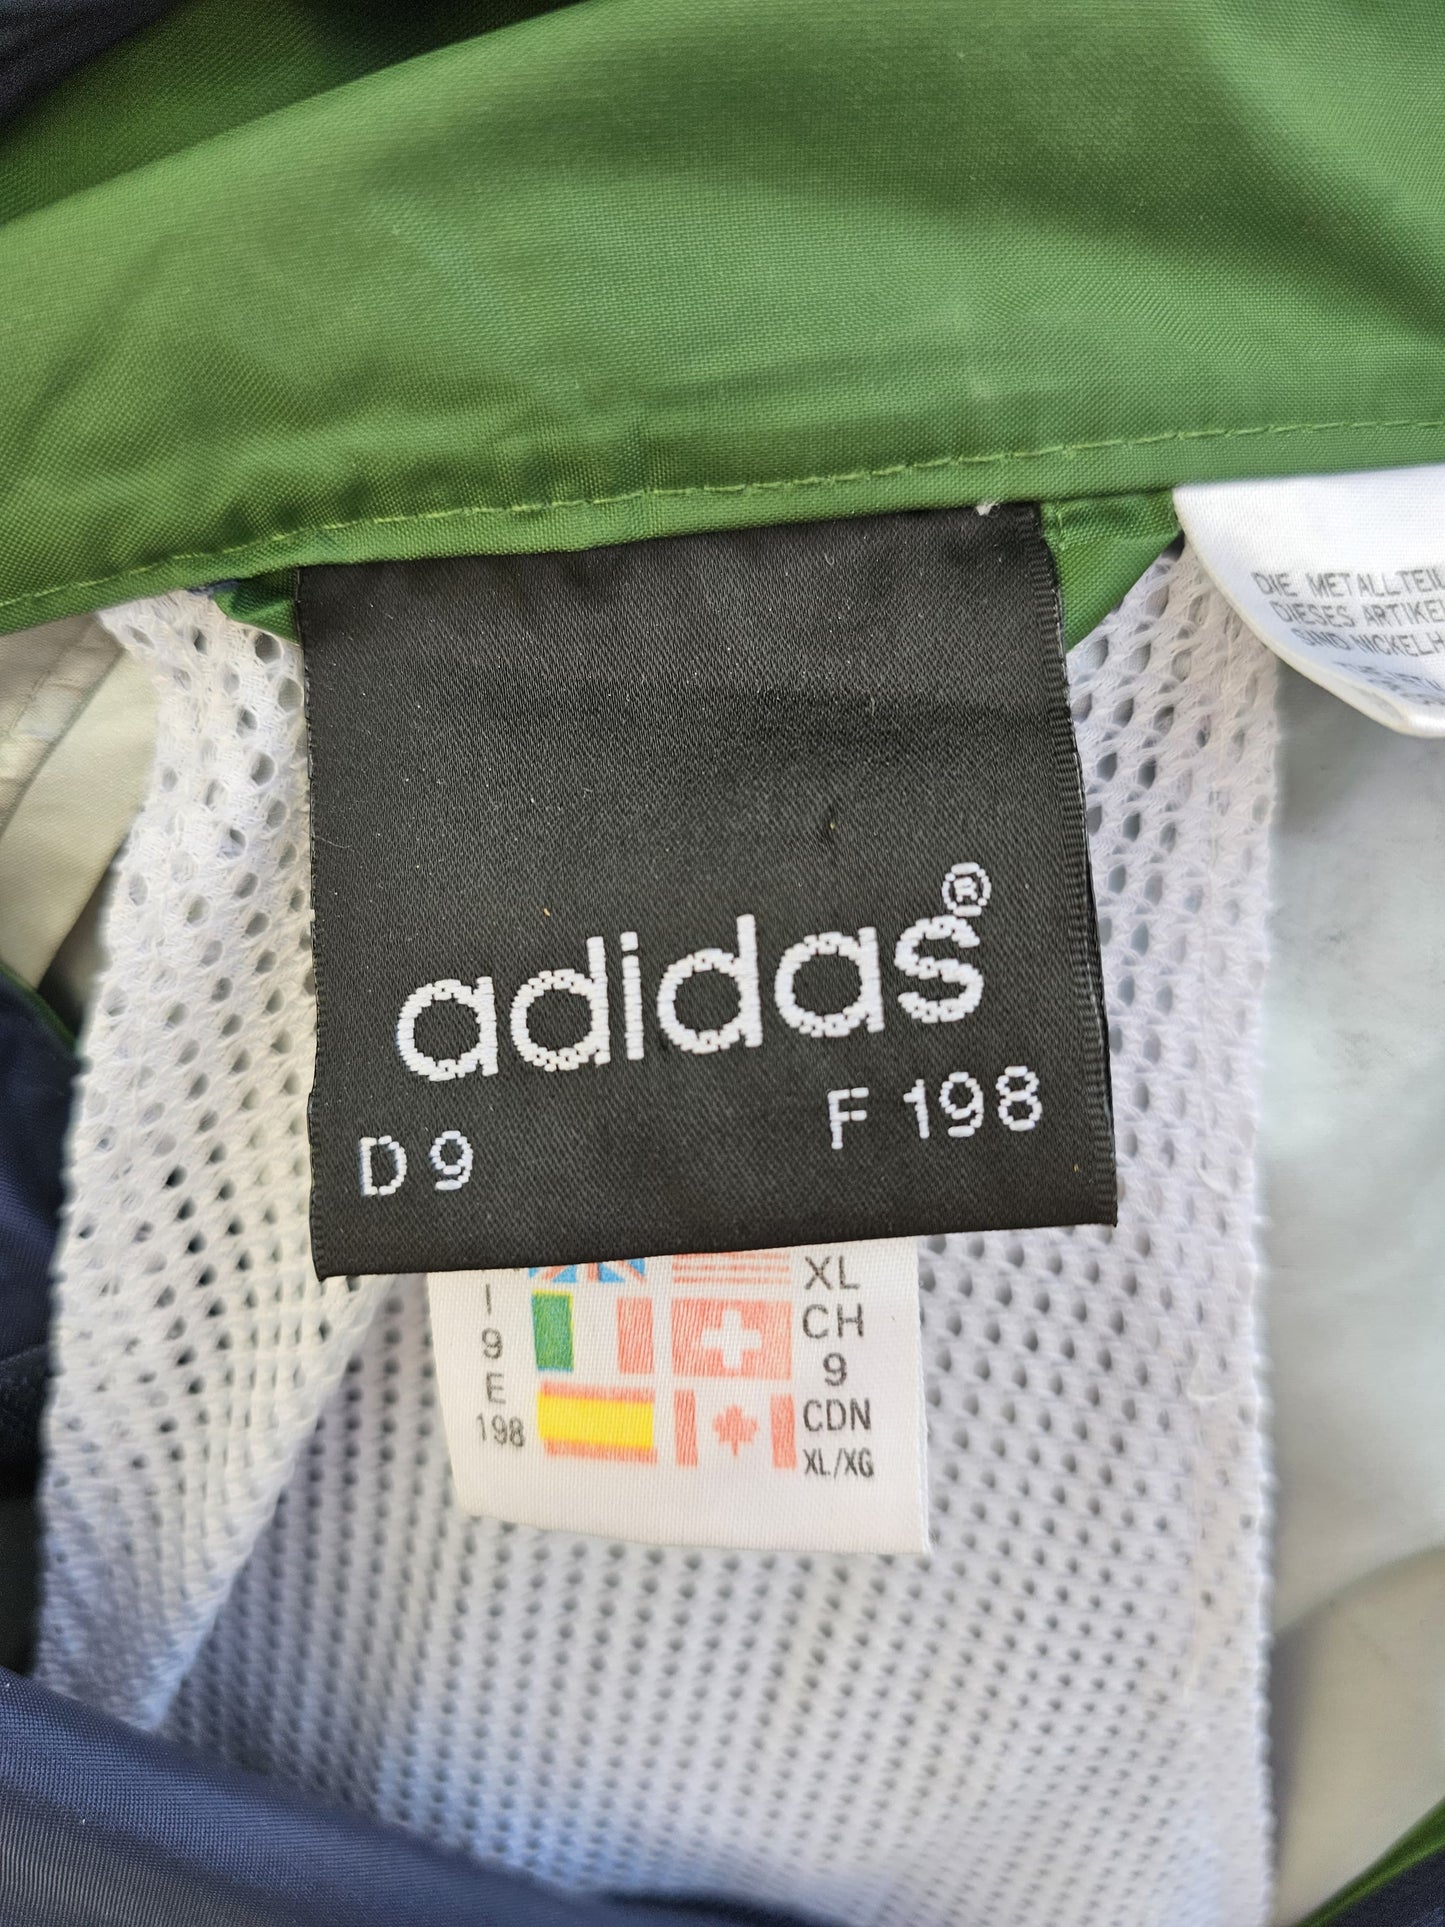 DIE METALLTEIL
DIESES ARTIKEL
SIND NICKELH
adidas®
D 9 F 198
XL
I CH
9 9
E CDN
198 XL/XG